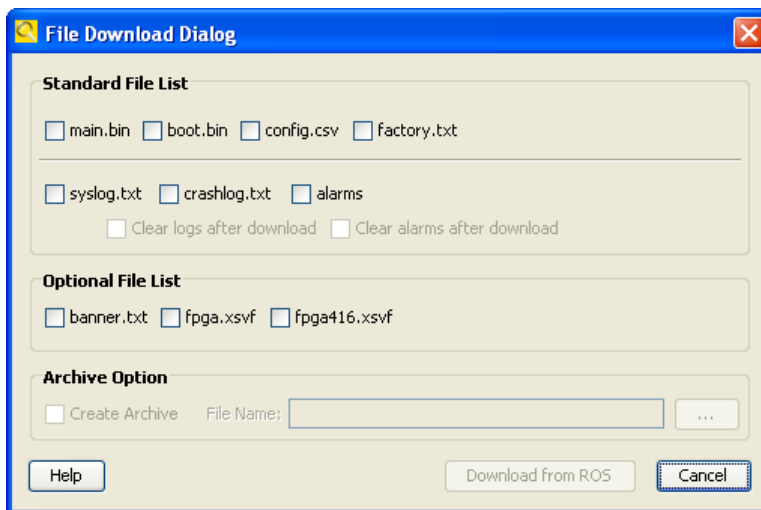 File Download Dialog
Standard File List
main.bin boot.bin config.csv factory.txt
syslog.txt crashlog.txt alarms
Clear logs after download Clear alarms after download
Optional File List
banner.txt fpga.xsvf fpga416.xsvf
Archive Option
Create Archive File Name: ...
Help Download from ROS Cancel